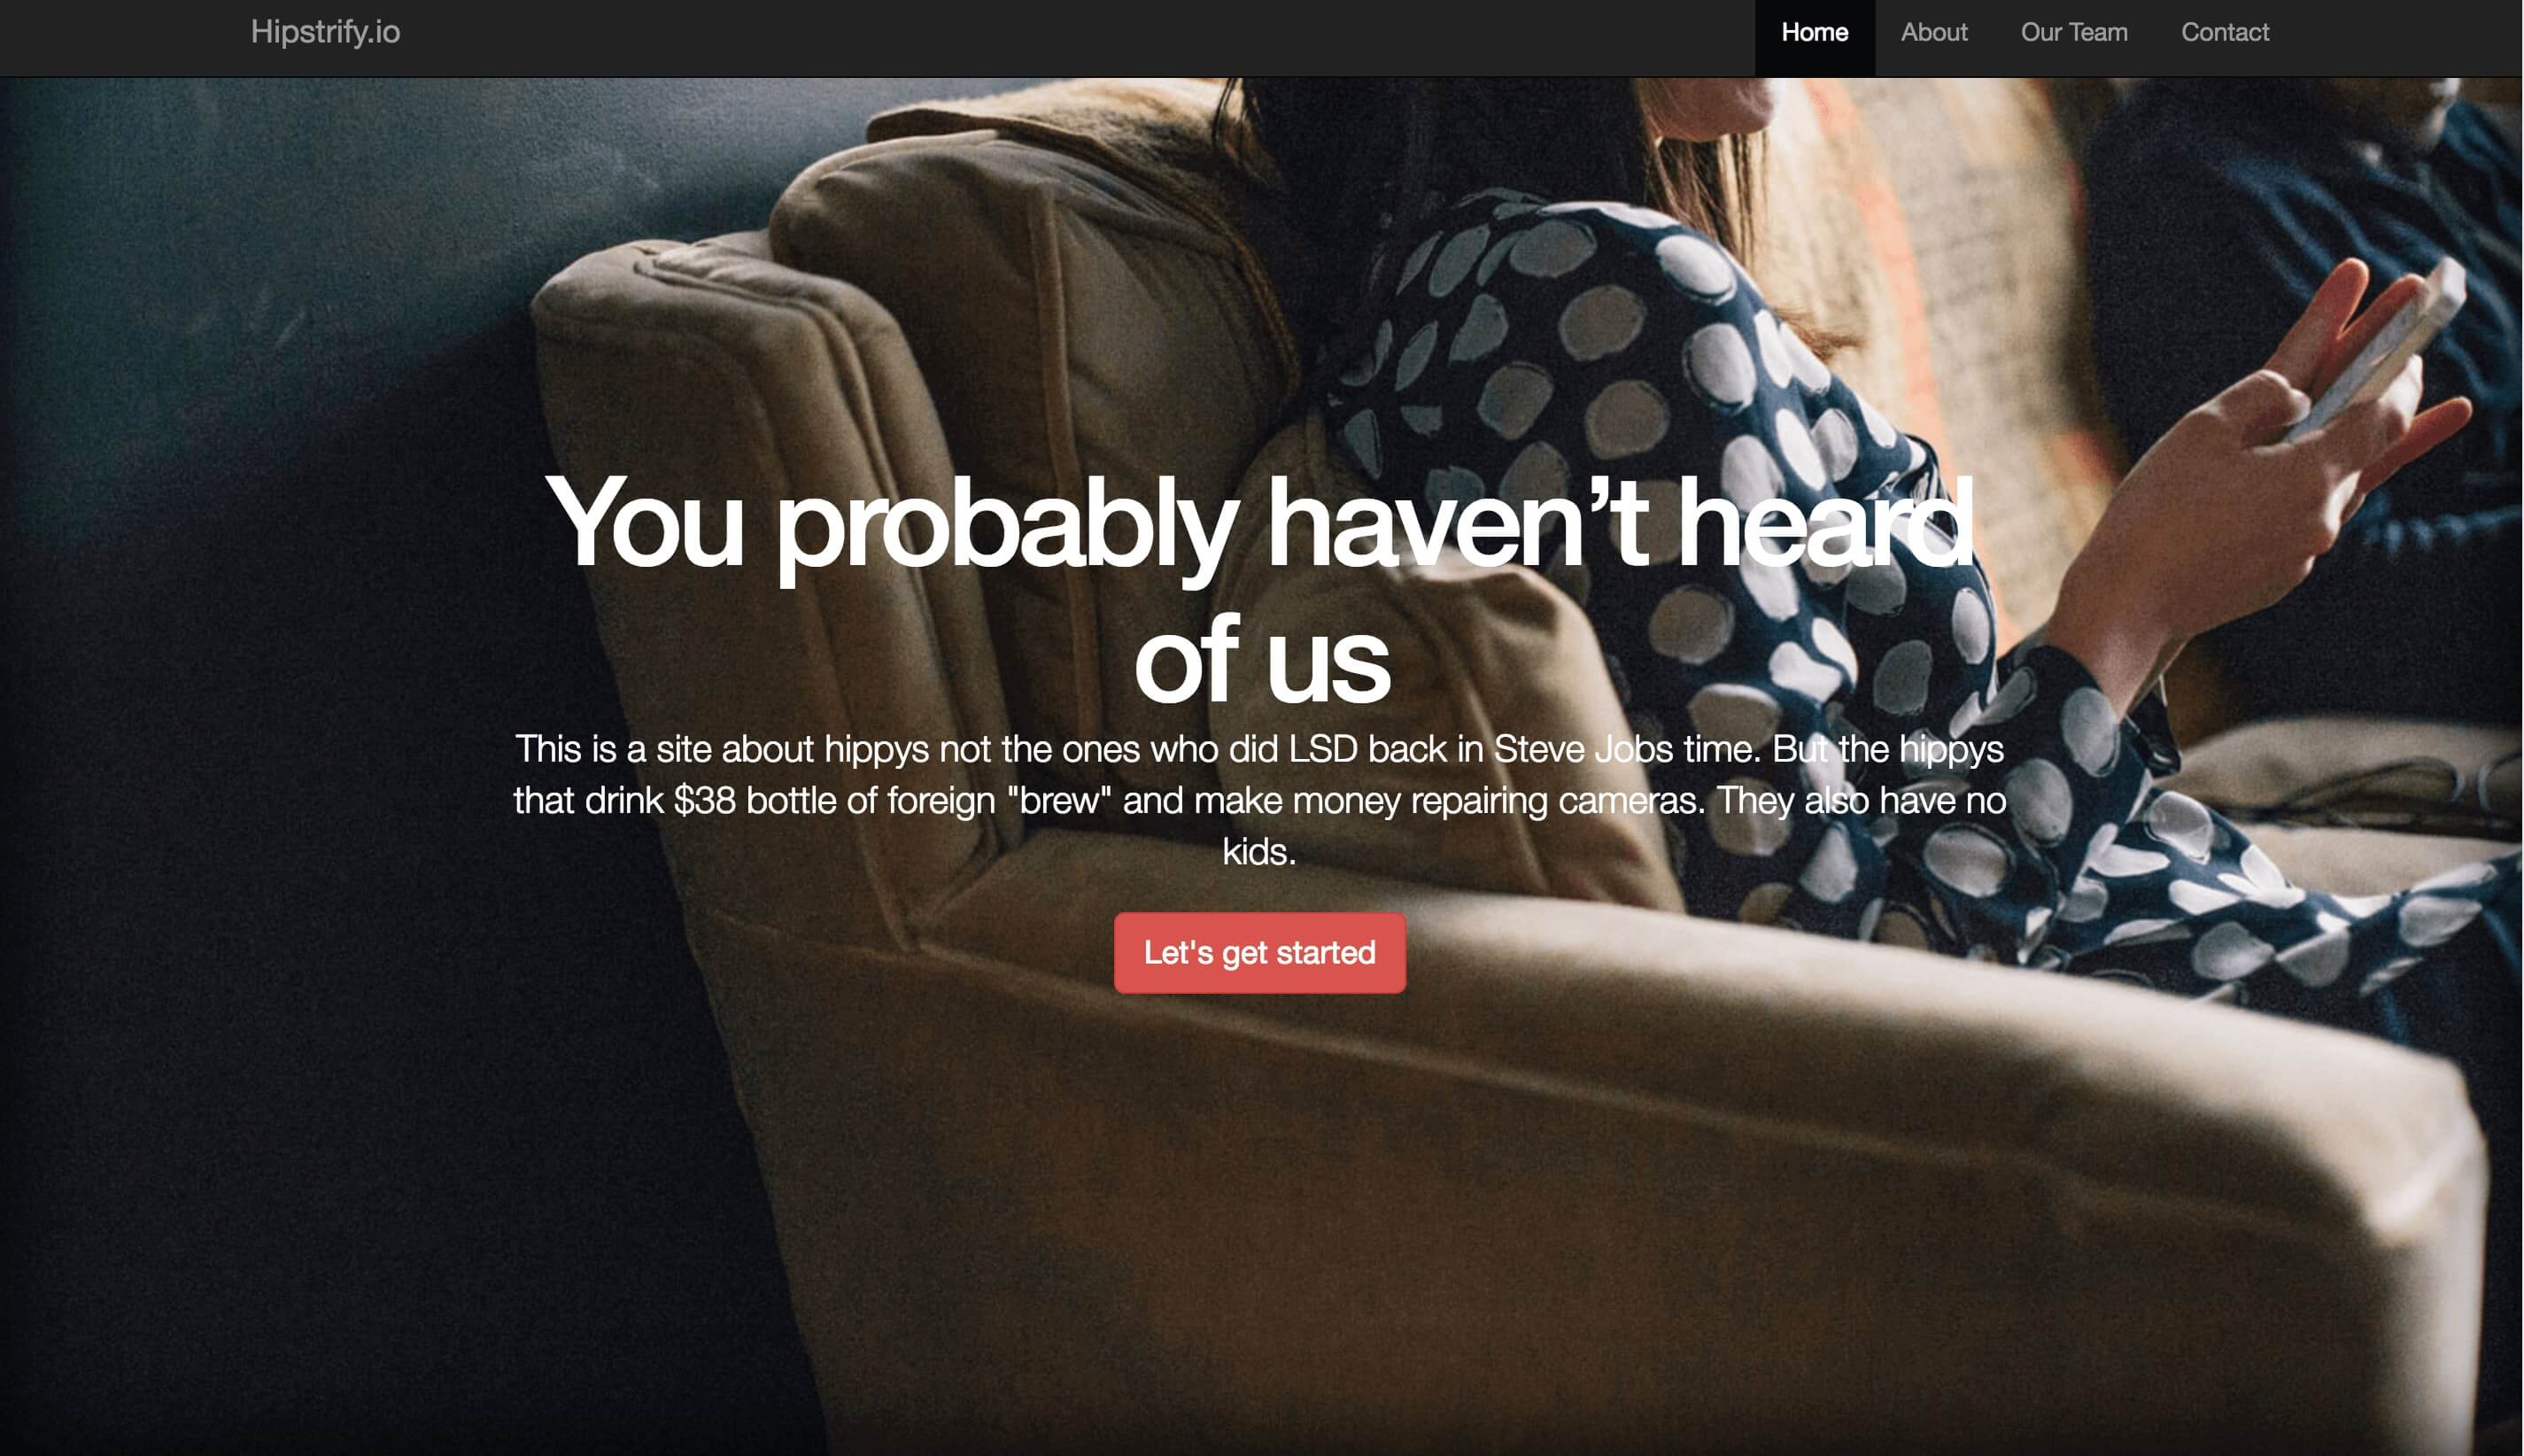 Hipstrify.io
Home About Our Team Contact
You probably haven’t heard
of us
This is a site about hippys not the ones who did LSD back in Steve Jobs time. But the hippys
that drink $38 bottle of foreign "brew" and make money repairing cameras. They also have no
kids.
Let's get started